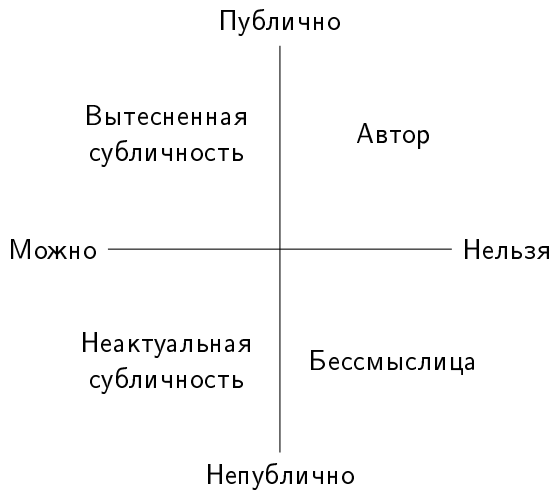 Публично
Вытесненная
субличность
Автор
Можно
Нельзя
Неактуальная
субличность
Бессмыслица
Непублично